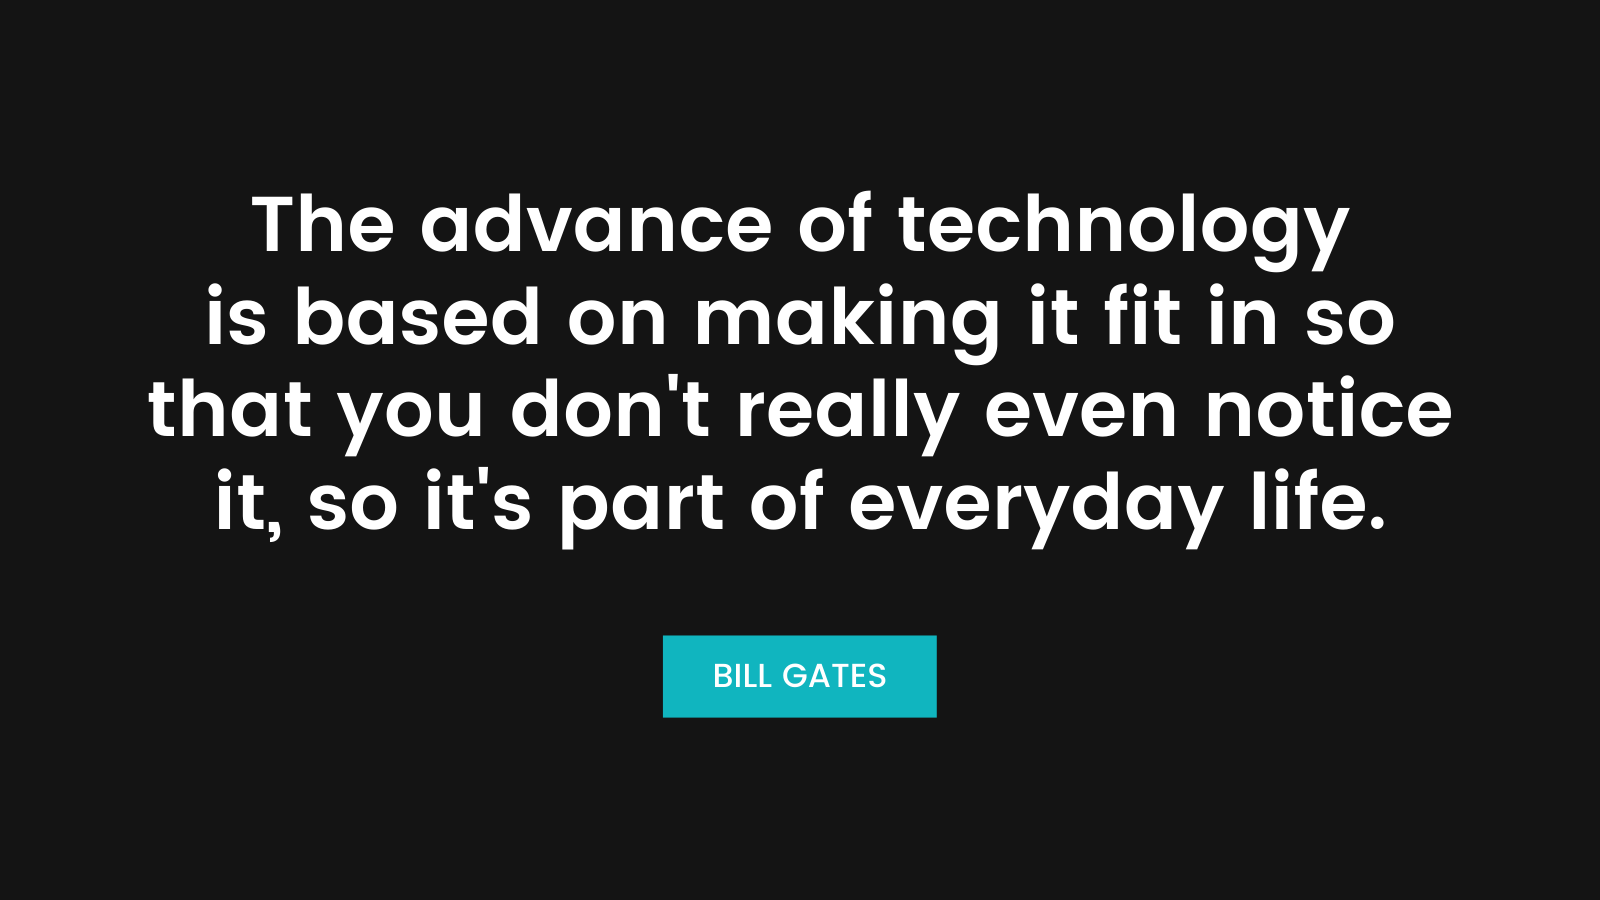 The advance of technology
is based on making it fit in so
that you don't really even notice
it, so it's part of everyday life.
BILL GATES